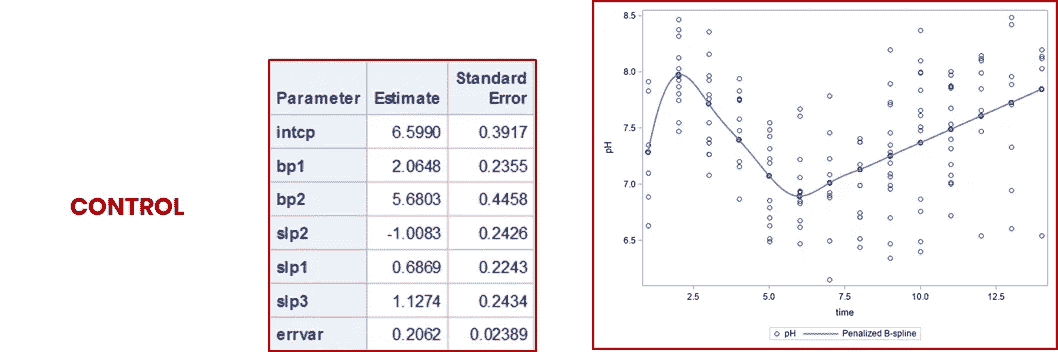 CONTROL
Parameter Estimate Standard Error
intcp 6.5990 0.3917
bp1 2.0648 0.2355
bp2 5.6803 0.4458
slp2 -1.0083 0.2426
slp1 0.6869 0.2243
slp3 1.1274 0.2434
errvar 0.2062 0.02389
8.5
8.0
7.5
7.0
6.5
pH
2.5 5.0 7.5 10.0 12.5
time
pH Penalized B-spline